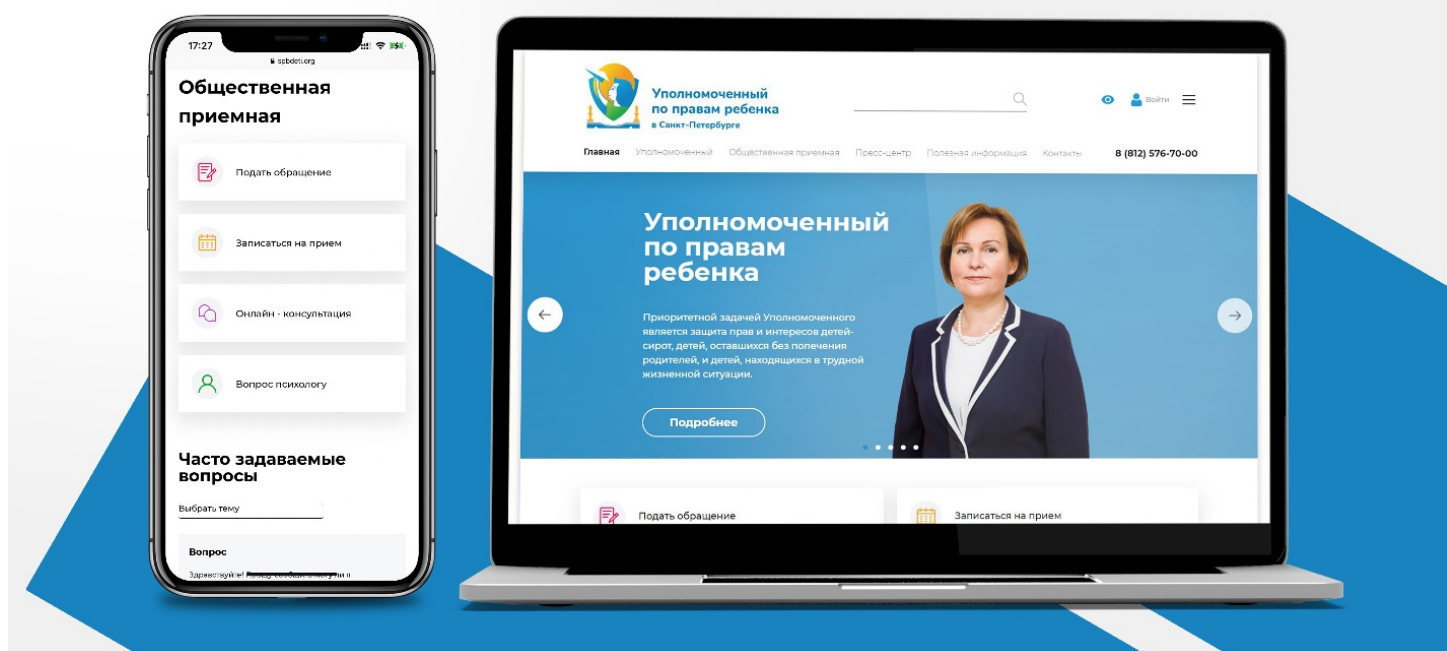 17:27
spbdeti.org
Общественная
приемная
Подать обращение
Записаться на прием
Онлайн - консультация
Вопрос психологу
Часто задаваемые
вопросы
Выбрать тему
Вопрос
Здравствуйте!
Уполномоченный
по правам ребенка
в Санкт-Петербурге
Войти
Главная Уполномоченный Общественная приемная Пресс-центр Полезная информация Контакты 8 (812) 576-70-00
Уполномоченный
по правам
ребенка
Приоритетной задачей Уполномоченного
является защита прав и интересов детей-
сирот, детей, оставшихся без попечения
родителей, и детей, находящихся в трудной
жизненной ситуации.
Подробнее
Подать обращение
Записаться на прием